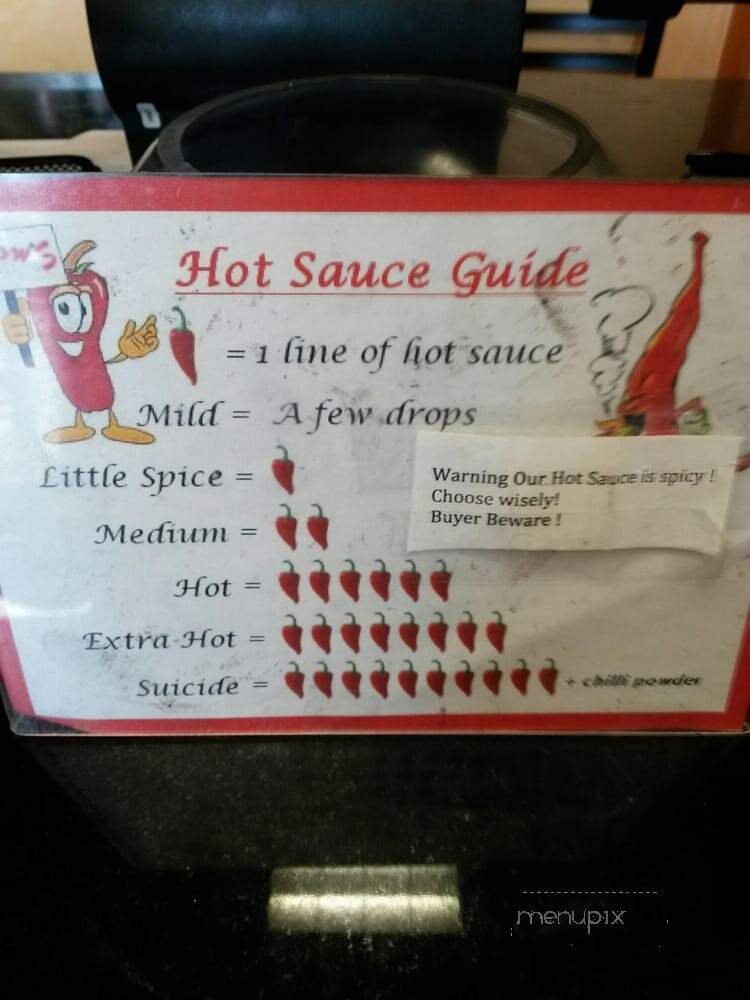 Hot Sauce Guide
= 1 line of hot sauce
Mild = A few drops
Little Spice =
Medium =
Hot =
Extra Hot =
Suicide = + chilli powder
Warning Our Hot Sauce is spicy !
Choose wisely!
Buyer Beware !
menupix